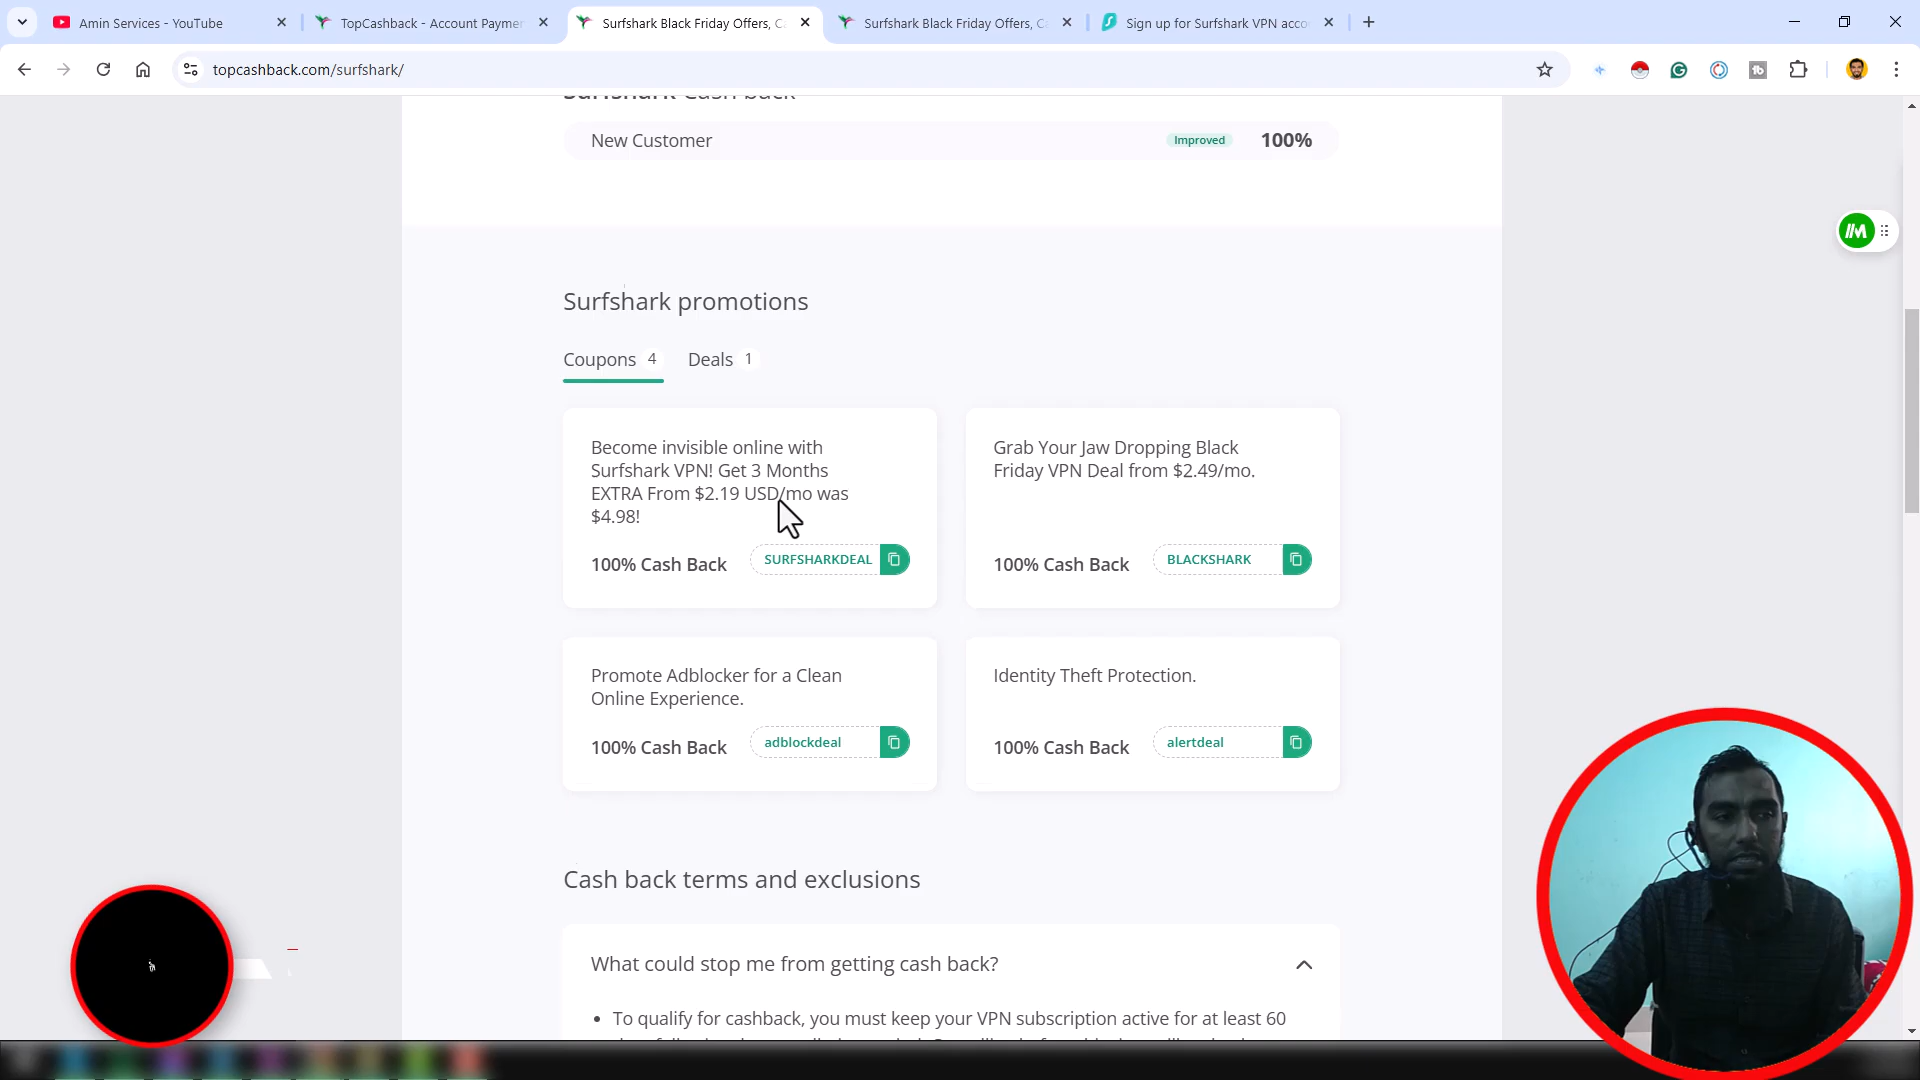 Amin Services - YouTube
TopCashback - Account Paymen
Surfshark Black Friday Offers, C
Surfshark Black Friday Offers, C
Sign up for Surfshark VPN acco
topcashback.com/surfshark/
Surfshark Cash back
New Customer
Improved
100%
Surfshark promotions
Coupons 4
Deals 1
Become invisible online with
Surfshark VPN! Get 3 Months
EXTRA From $2.19 USD/mo was
$4.98!
100% Cash Back
SURFSHARKDEAL
Grab Your Jaw Dropping Black
Friday VPN Deal from $2.49/mo.
100% Cash Back
BLACKSHARK
Promote Adblocker for a Clean
Online Experience.
100% Cash Back
adblockdeal
Identity Theft Protection.
100% Cash Back
alertdeal
Cash back terms and exclusions
What could stop me from getting cash back?
• To qualify for cashback, you must keep your VPN subscription active for at least 60